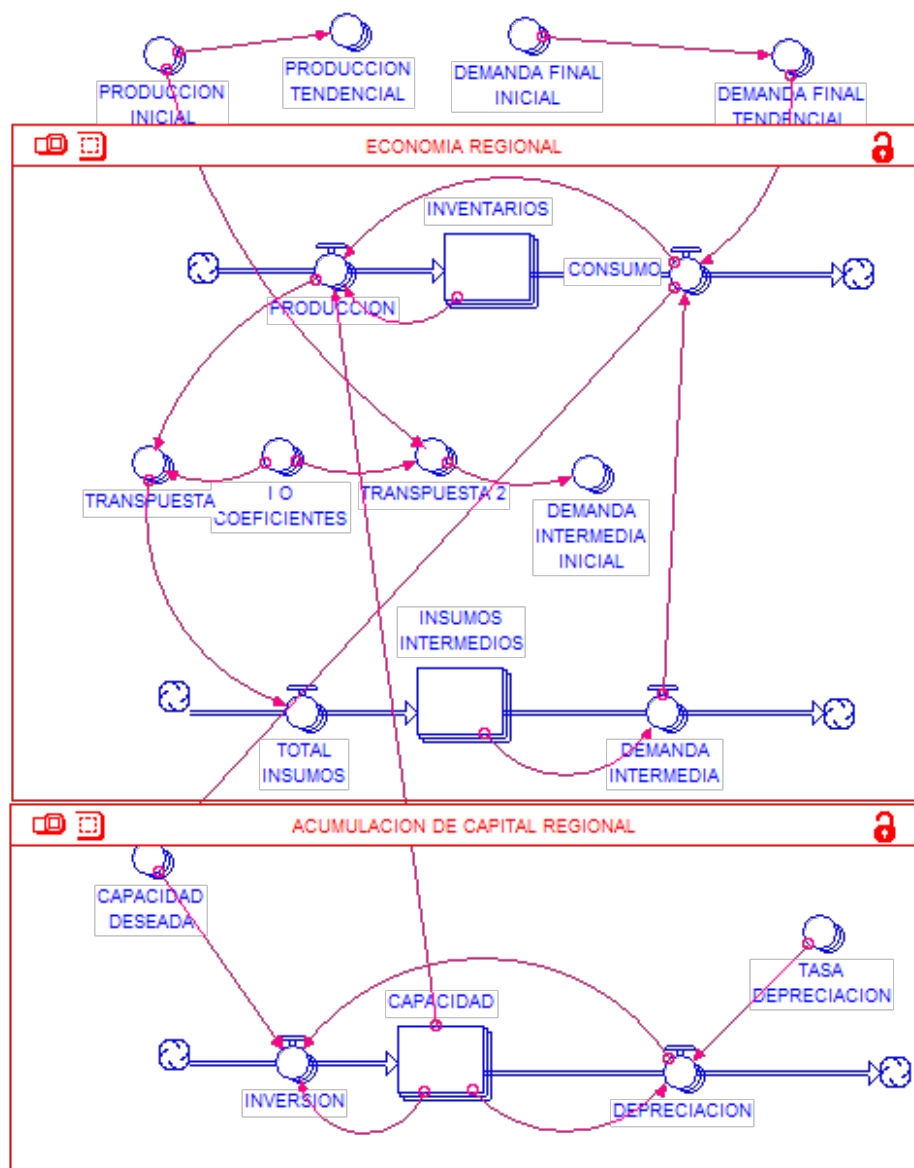 PRODUCCION
INICIAL
PRODUCCION
TENDENCIAL
DEMANDA FINAL
INICIAL
DEMANDA FINAL
TENDENCIAL
ECONOMIA REGIONAL
INVENTARIOS
CONSUMO
PRODUCCION
TRANSPUESTA
I O
COEFICIENTES
TRANSPUESTA 2
DEMANDA
INTERMEDIA
INICIAL
INSUMOS
INTERMEDIOS
TOTAL
INSUMOS
DEMANDA
INTERMEDIA
ACUMULACION DE CAPITAL REGIONAL
CAPACIDAD
DESEADA
TASA
DEPRECIACION
CAPACIDAD
INVERSION
DEPRECIACION